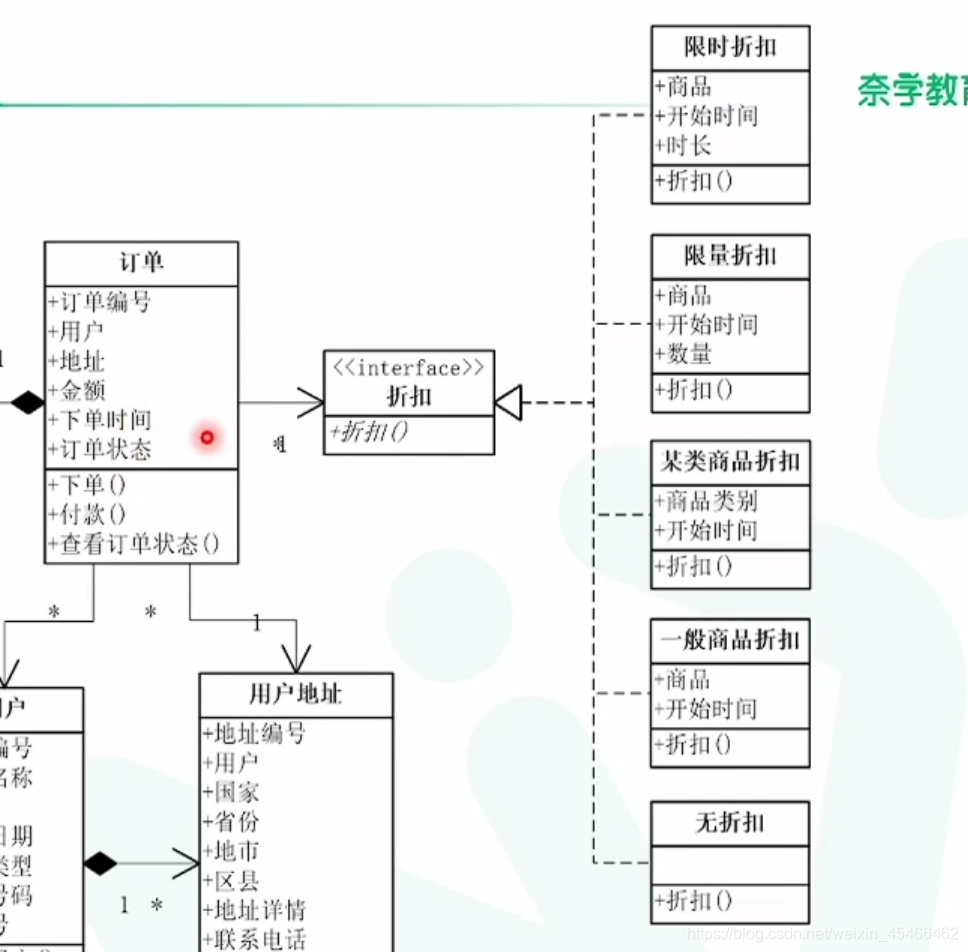 限时折扣
+商品
+开始时间
+时长
+折扣()
奈学教育
限量折扣
+商品
+开始时间
+数量
+折扣()
订单
+订单编号
+用户
+地址
+金额
+下单时间
+订单状态
+下单()
+付款()
+查看订单状态()
1
<<interface>>
折扣
+折扣()
*1
某类商品折扣
+商品类别
+开始时间
+折扣()
一般商品折扣
+商品
+开始时间
+折扣()
无折扣
+折扣()
*
*
1
户
编号
名称
日期
类型
号码
号
1 *
用户地址
+地址编号
+用户
+国家
+省份
+地市
+区县
+地址详情
+联系电话
https://blog.csdn.net/weixin_45466462